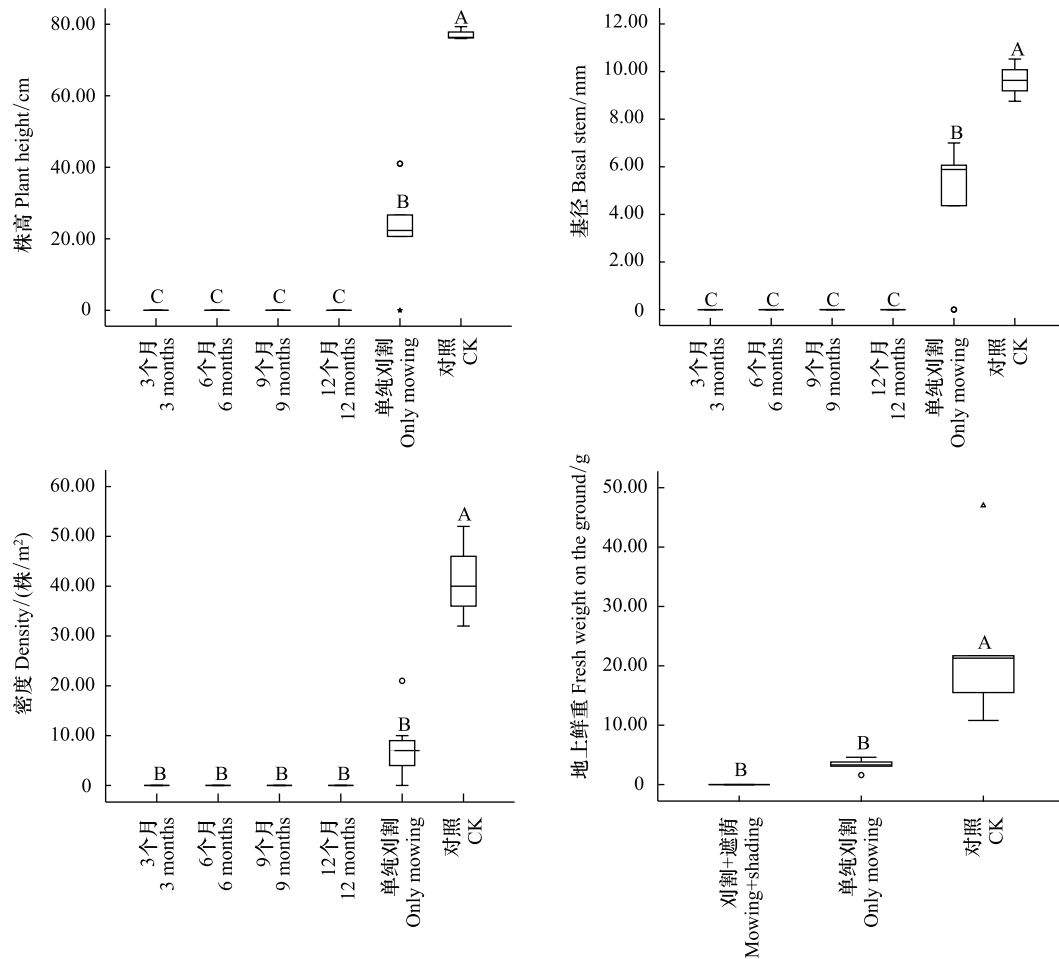 株高 Plant height/cm
80.00
60.00
40.00
20.00
0
C
C
C
C
B
A
3个月
3 months
6个月
6 months
9个月
9 months
12个月
12 months
单纯刈割
Only mowing
对照
CK
基径 Basal stem/mm
12.00
10.00
8.00
6.00
4.00
2.00
0
C
C
C
C
B
A
3个月
3 months
6个月
6 months
9个月
9 months
12个月
12 months
单纯刈割
Only mowing
对照
CK
密度 Density/(株/m²)
60.00
50.00
40.00
30.00
20.00
10.00
0
B
B
B
B
B
A
3个月
3 months
6个月
6 months
9个月
9 months
12个月
12 months
单纯刈割
Only mowing
对照
CK
地上鲜重 Fresh weight on the ground/g
50.00
40.00
30.00
20.00
10.00
0
B
B
A
刈割+遮荫
Mowing+shading
单纯刈割
Only mowing
对照
CK